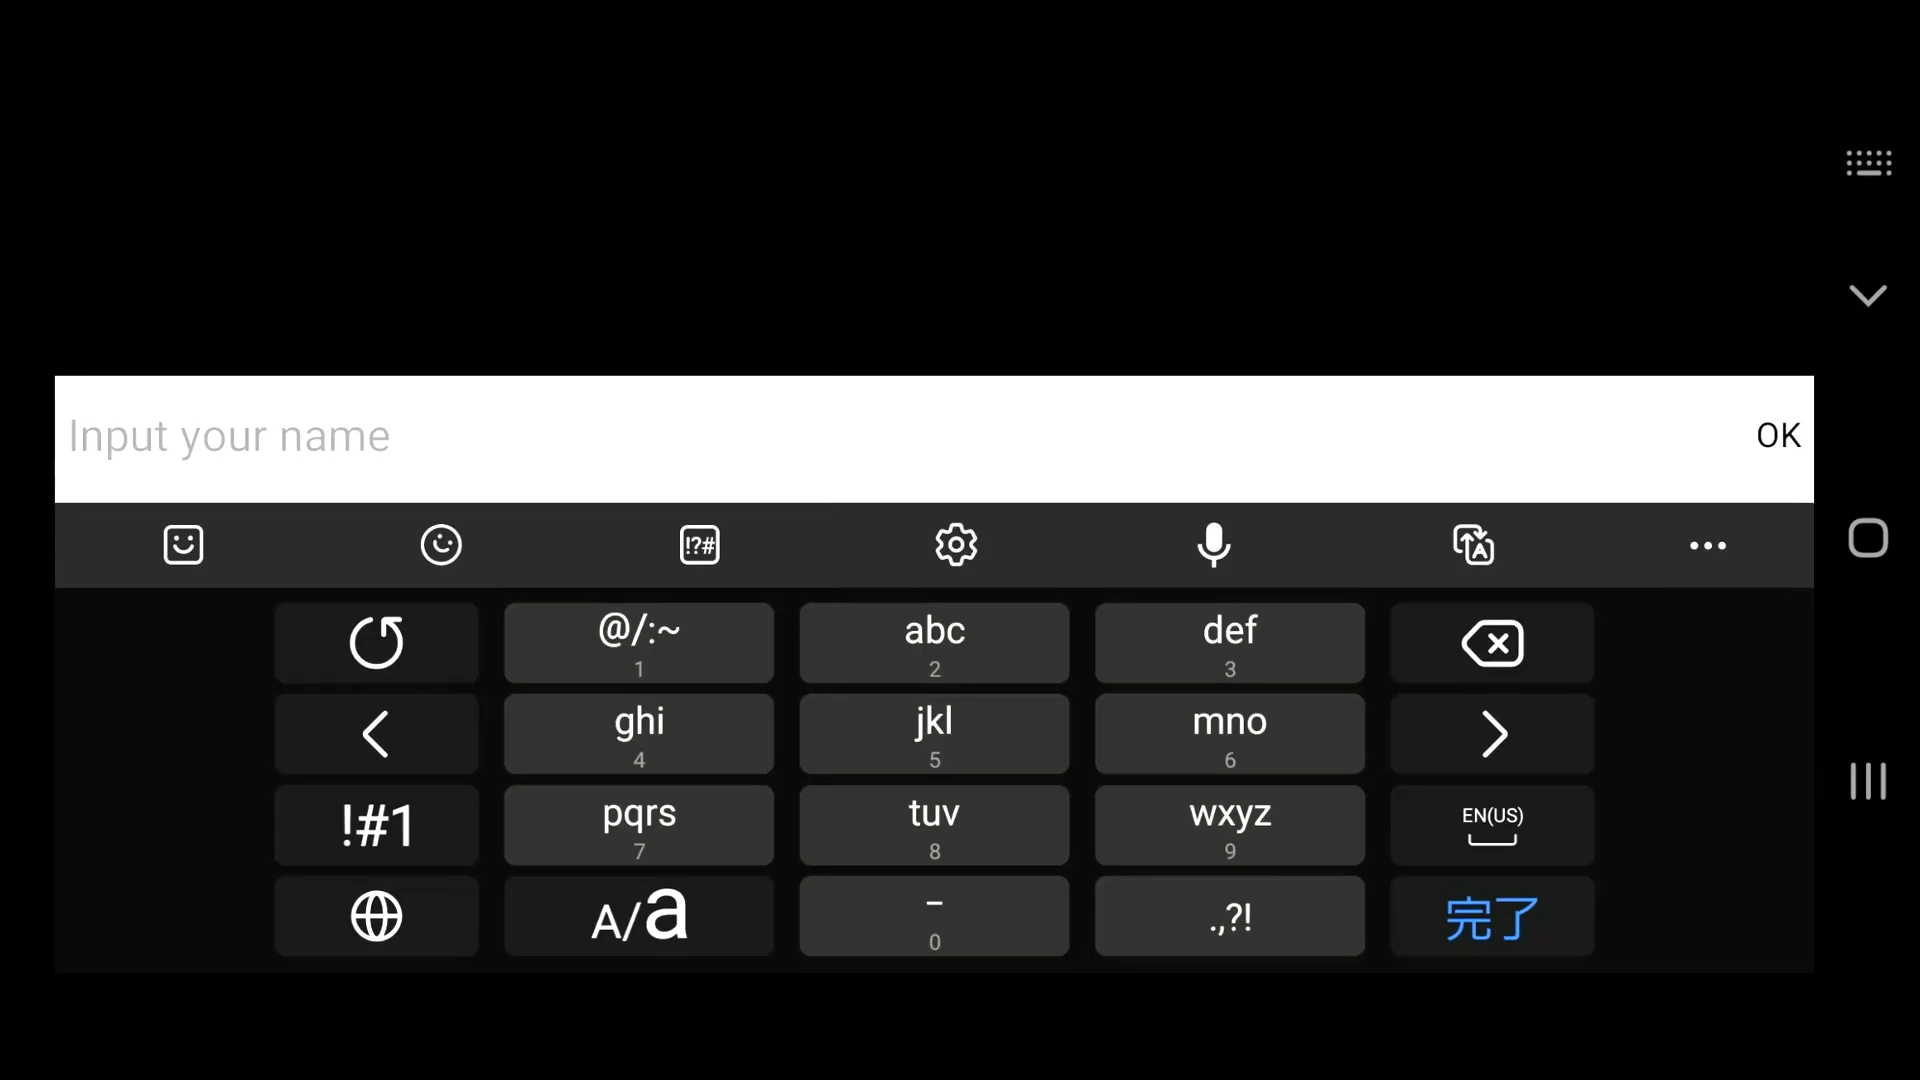 Input your name
OK
!?#
A
@/:~
1
abc
2
def
3
ghi
4
jkl
5
mno
6
!#1
pqrs
7
tuv
8
wxyz
9
EN(US)
A/a
-
0
.,?!
完了